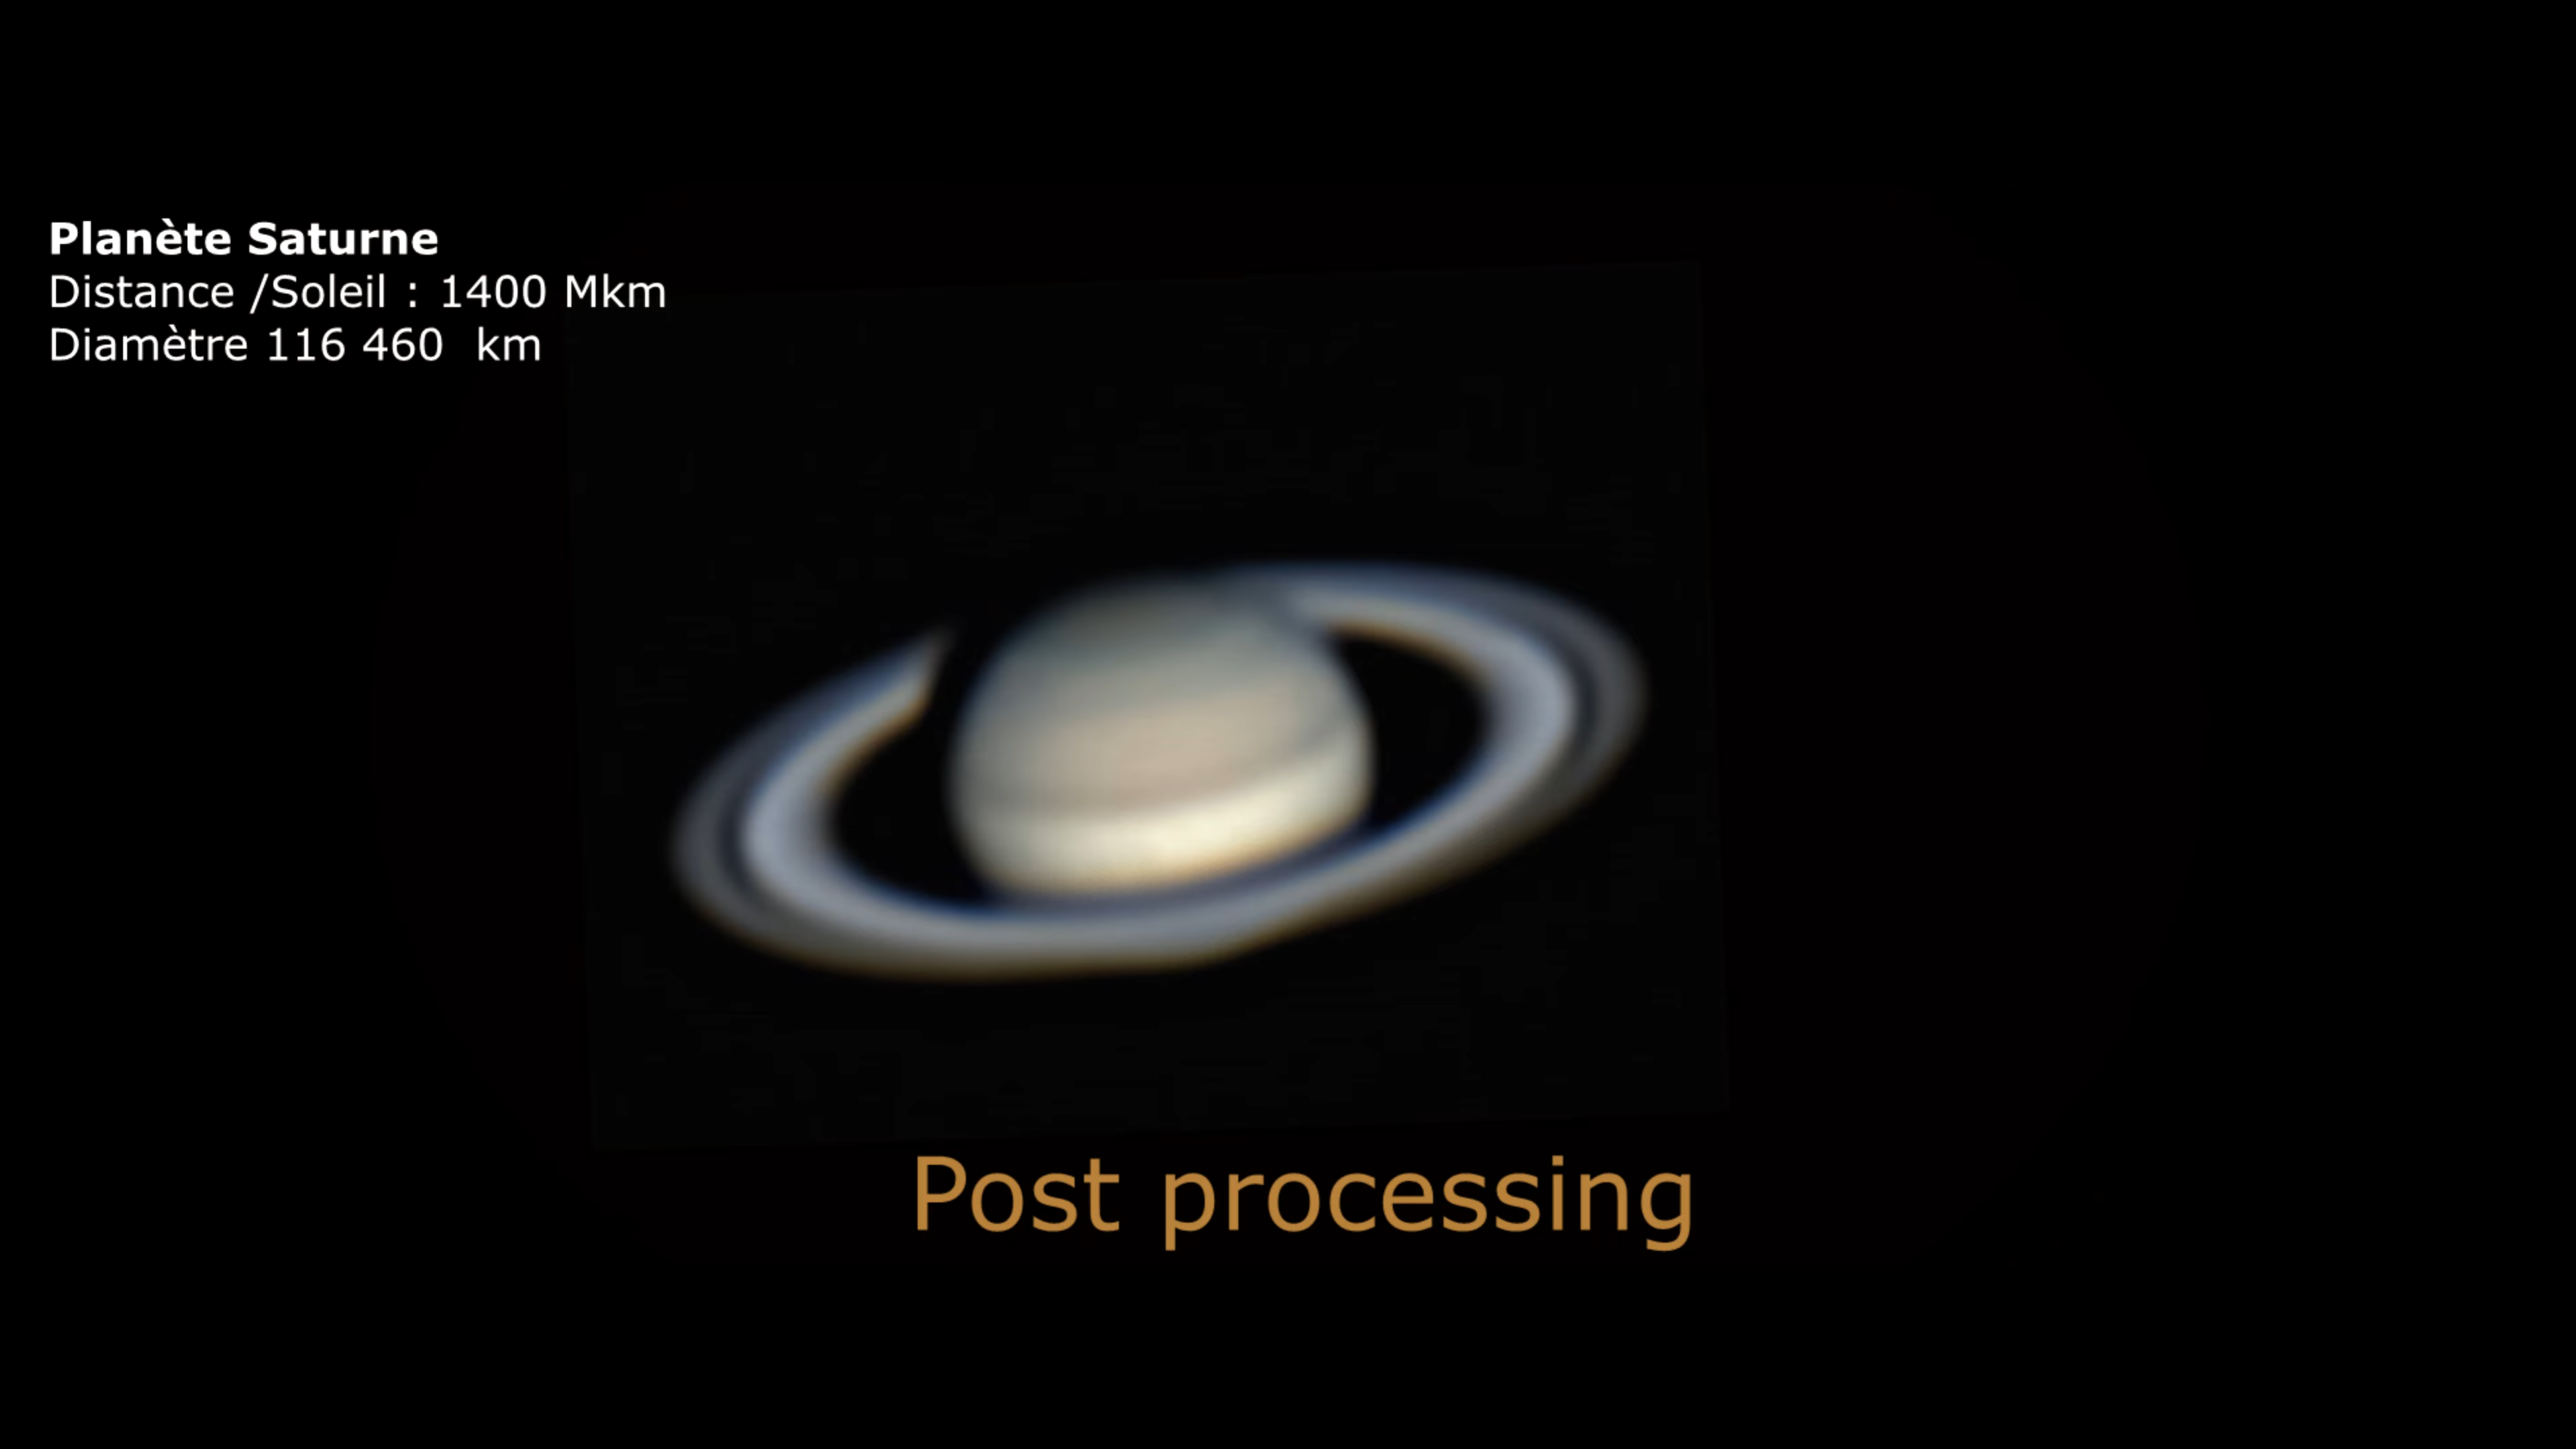 Planète Saturne
Distance /Soleil : 1400 Mkm
Diamètre 116 460  km
Post processing